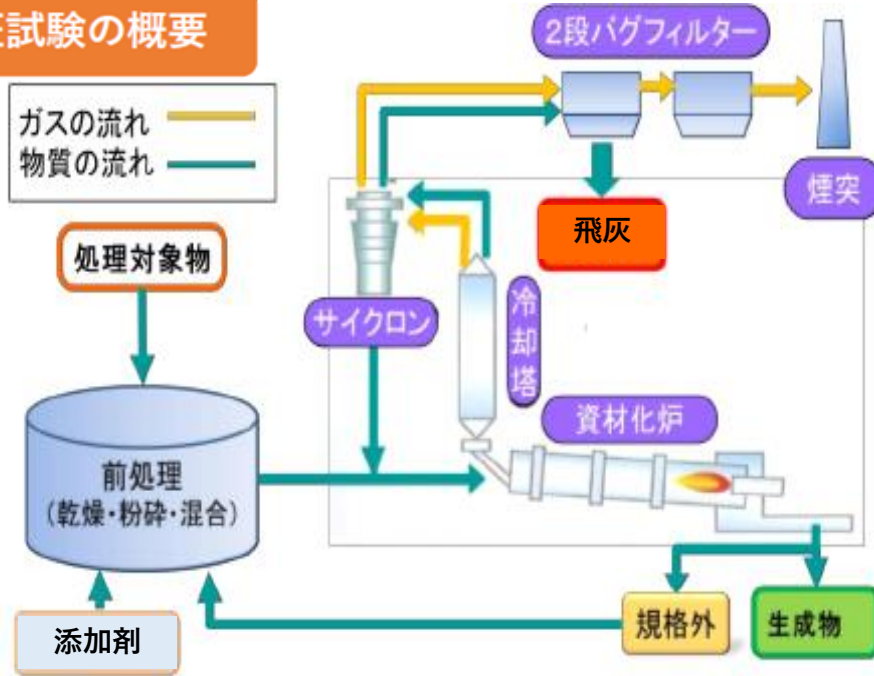 試験の概要
2段バグフィルター
ガスの流れ
物質の流れ
煙突
飛灰
処理対象物
サイクロン
冷却塔
資材化炉
前処理
(乾燥・粉砕・混合)
添加剤
規格外
生成物